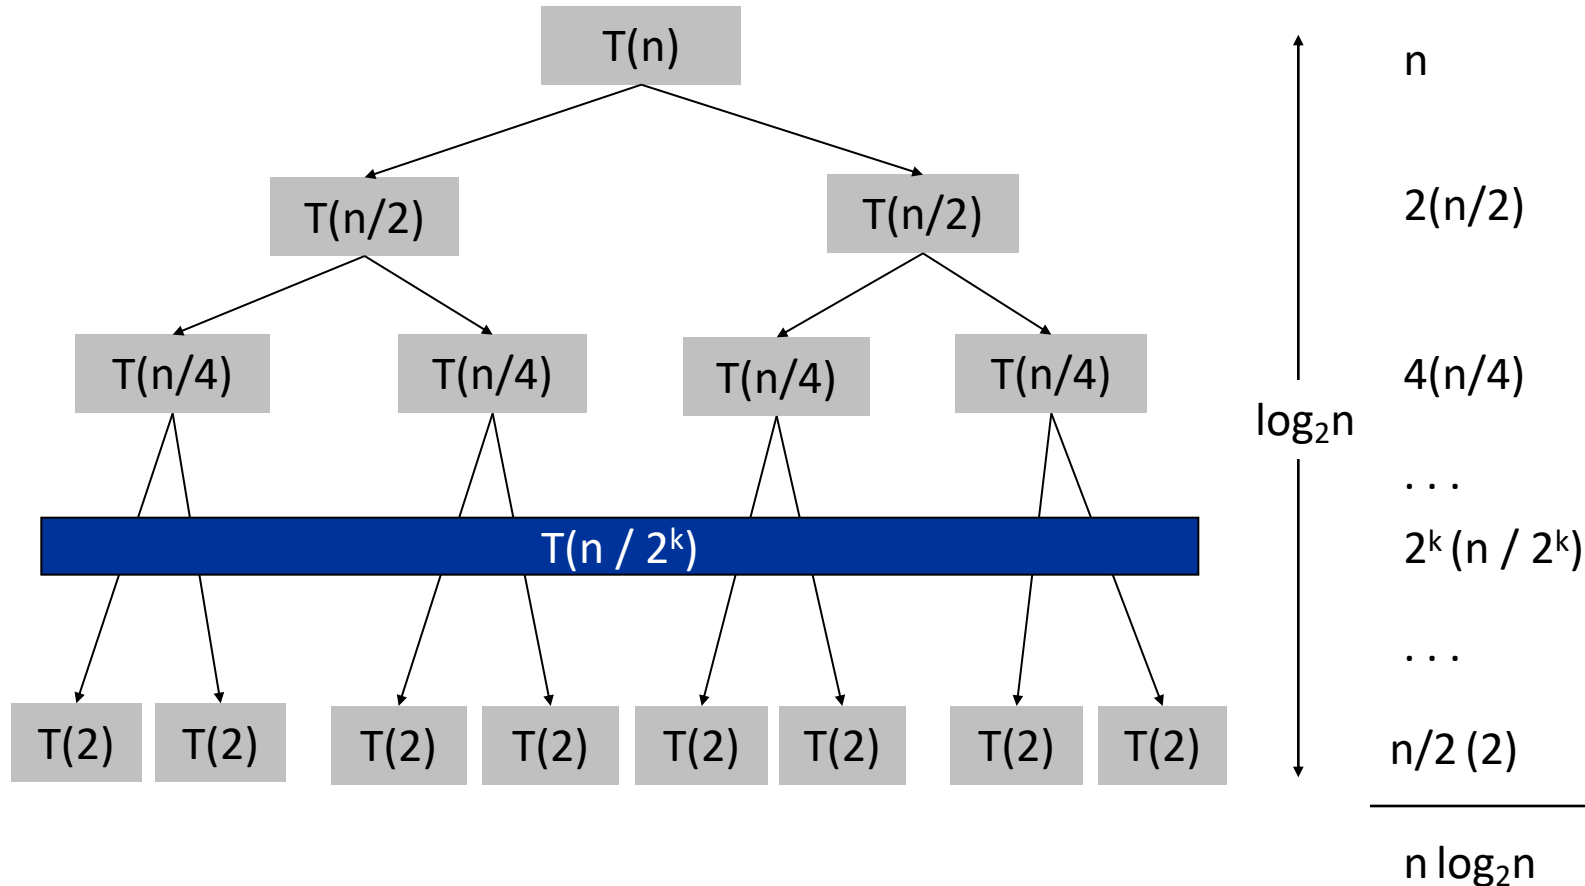 T(n)
n
T(n/2) T(n/2)
2(n/2)
T(n/4) T(n/4) T(n/4) T(n/4)
4(n/4)
log₂n
. . .
T(n / 2ᵏ)
2ᵏ (n / 2ᵏ)
. . .
T(2) T(2) T(2) T(2) T(2) T(2) T(2) T(2)
n/2 (2)
n log₂n